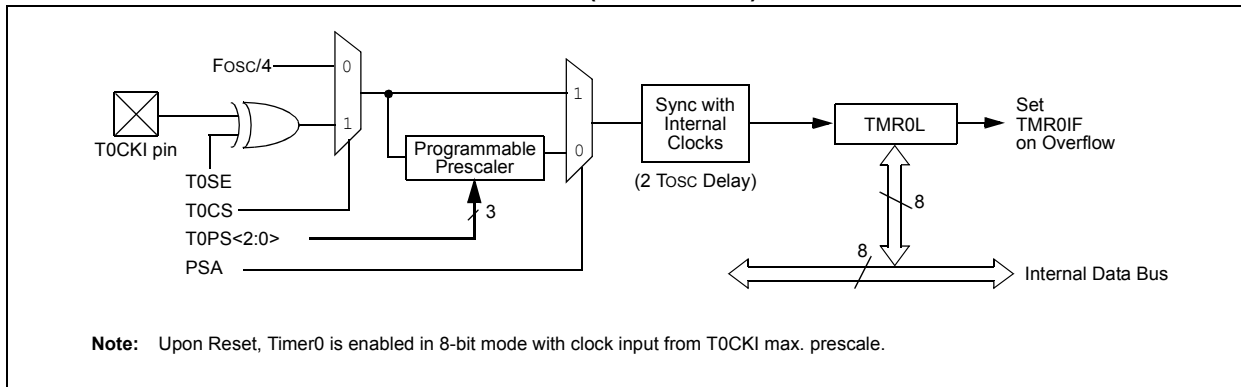 Fosc/4
0
1
T0CKI pin
T0SE
T0CS
T0PS<2:0>
PSA
Programmable
Prescaler
3
1
0
Sync with
Internal
Clocks
(2 Tosc Delay)
TMR0L
Set
TMR0IF
on Overflow
8
8
Internal Data Bus
Note: Upon Reset, Timer0 is enabled in 8-bit mode with clock input from T0CKI max. prescale.